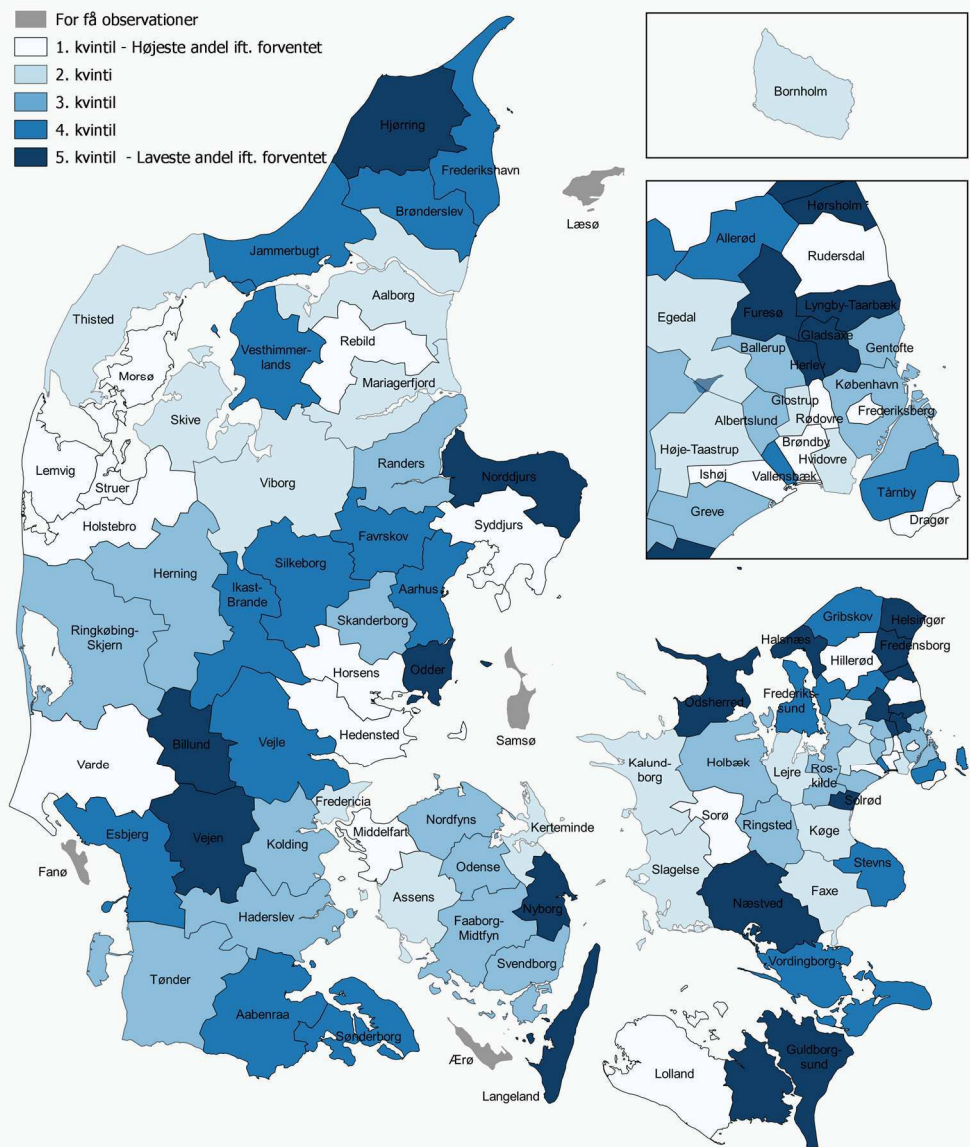 For få observationer
1. kvintil - Højeste andel ift. forventet
2. kvinti
3. kvintil
4. kvintil
5. kvintil - Laveste andel ift. forventet
Bornholm
Hjørring
Frederikshavn
Brønderslev
Læsø
Jammerbugt
Aalborg
Thisted
Vesthimmer-
lands
Rebild
Morsø
Mariagerfjord
Skive
Lemvig
Struer
Viborg
Randers
Norddjurs
Holstebro
Syddjurs
Favrskov
Herning
Silkeborg
Ikast-
Brande
Aarhus
Skanderborg
Ringkøbing-
Skjern
Horsens
Odder
Hedensted
Samsø
Billund
Vejle
Varde
Fredericia
Middelfart
Esbjerg
Vejen
Kolding
Fanø
Nordfyns
Kerteminde
Odense
Assens
Nyborg
Haderslev
Faaborg-
Midtfyn
Svendborg
Tønder
Aabenraa
Sønderborg
Ærø
Langeland
Hørsholm
Allerød
Rudersdal
Egedal
Furesø
Lyngby-Taarbæk
Gladsaxe
Ballerup
Herlev
Gentofte
København
Glostrup
Albertslund
Rødovre
Frederiksberg
Høje-Taastrup
Brøndby
Hvidovre
Ishøj
Vallensbæk
Tårnby
Greve
Dragør
Gribskov
Helsingør
Halsnæs
Fredensborg
Hillerød
Odsherred
Frederiks-
sund
Kalund-
borg
Holbæk
Lejre
Ros-
kilde
Solrød
Sorø
Ringsted
Køge
Slagelse
Stevns
Næstved
Faxe
Vordingborg
Guldborg-
sund
Lolland